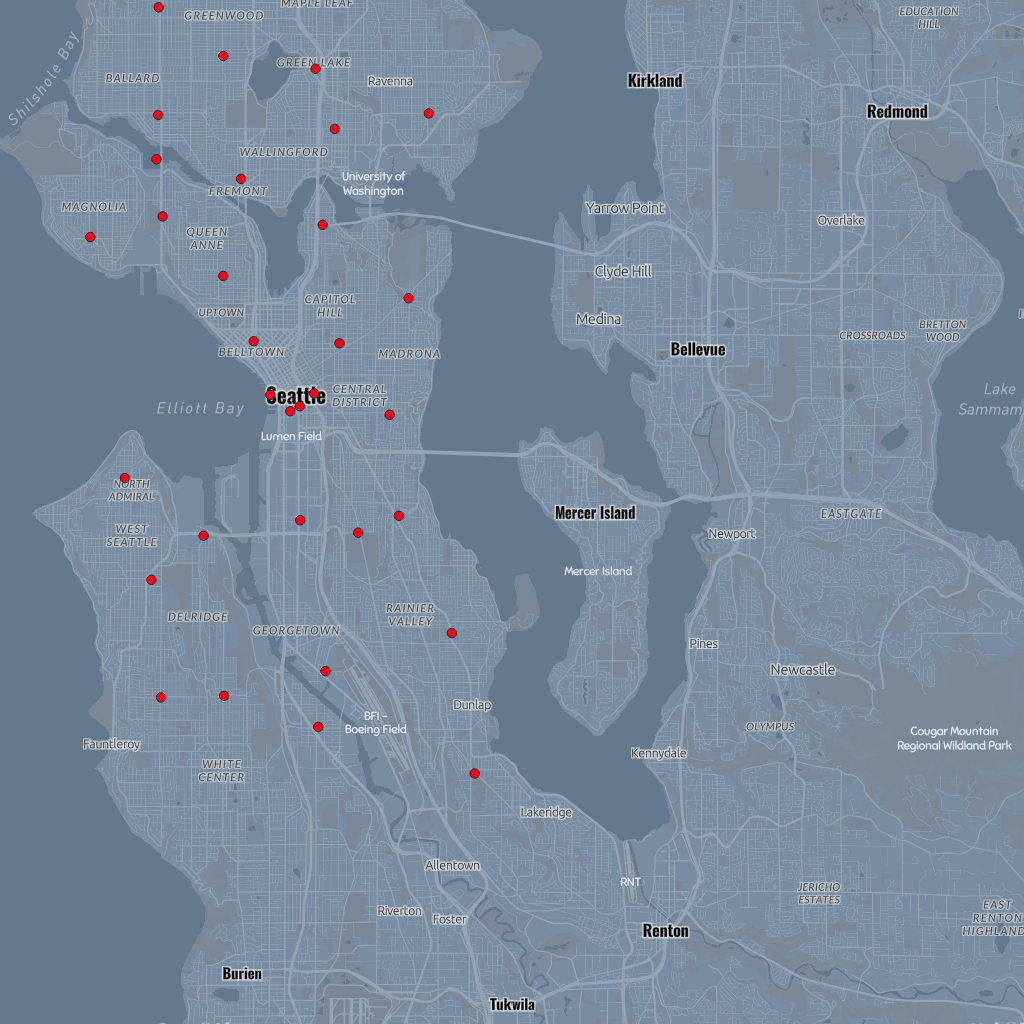 MAPLE LEAF
GREENWOOD
EDUCATION
HILL
Shilshole Bay
GREEN LAKE
BALLARD
Ravenna
Kirkland
Redmond
WALLINGFORD
University of
Washington
FREMONT
MAGNOLIA
Yarrow Point
Overlake
QUEEN
ANNE
Clyde Hill
CAPITOL
HILL
UPTOWN
Medina
BRETTON
WOOD
CROSSROADS
BELLTOWN
MADRONA
Bellevue
Seattle
CENTRAL
DISTRICT
Lake
Sammam
Elliott Bay
Lumen Field
NORTH
ADMIRAL
WEST
SEATTLE
Mercer Island
EASTGATE
Newport
Mercer Island
DELRIDGE
RAINIER
VALLEY
GEORGETOWN
Pines
Newcastle
Dunlap
BFI –
Boeing Field
OLYMPUS
Cougar Mountain
Regional Wildland Park
Fauntleroy
Kennydale
WHITE
CENTER
Lakeridge
Allentown
RNT
JERICHO
ESTATES
Riverton
Foster
EAST
RENTON
HIGHLAND
Renton
Burien
Tukwila